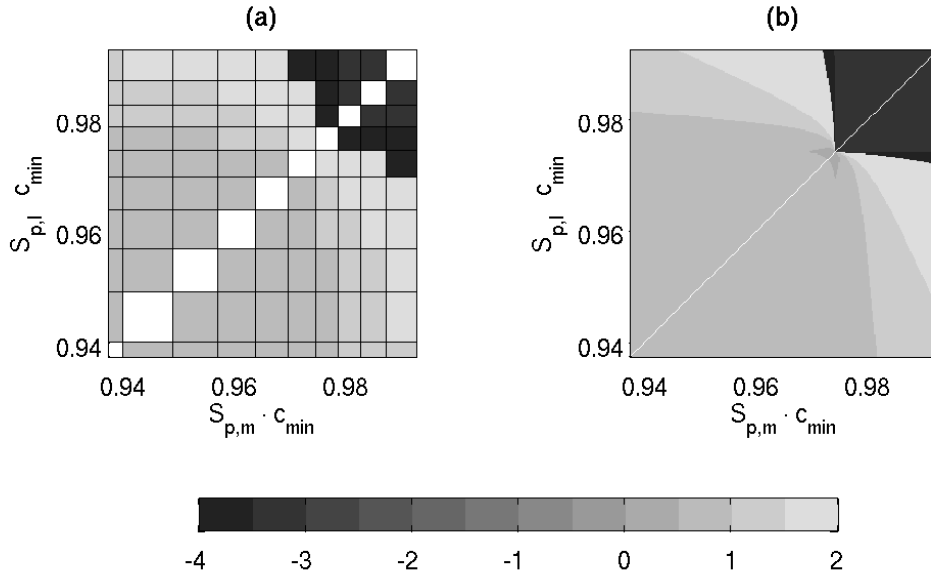 (a)
(b)
0.98
0.96
0.94
S_p,l c_min
0.94 0.96 0.98
S_p,m · c_min
0.98
0.96
0.94
S_p,l c_min
0.94 0.96 0.98
S_p,m · c_min
-4 -3 -2 -1 0 1 2